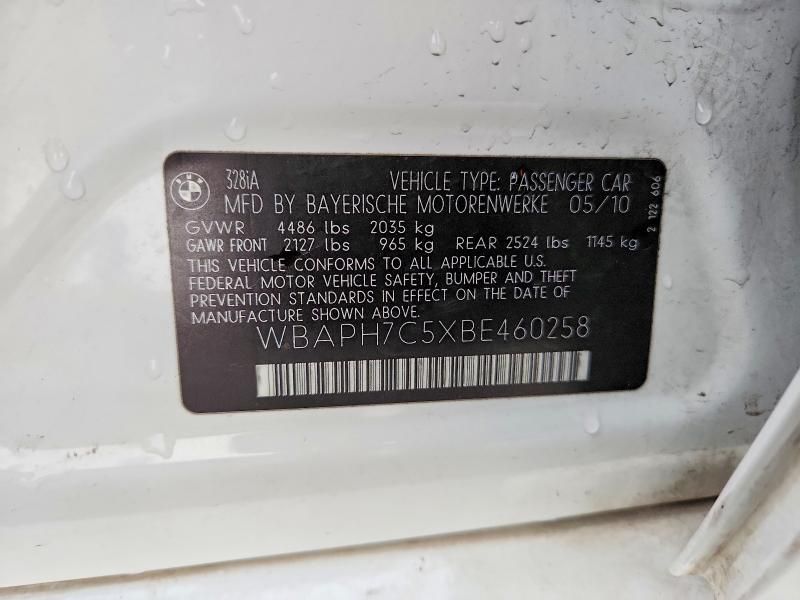 BMW
328iA VEHICLE TYPE: PASSENGER CAR
MFD BY BAYERISCHE MOTORENWERKE 05/10
GVWR 4486 lbs 2035 kg
GAWR FRONT 2127 lbs 965 kg REAR 2524 lbs 1145 kg
THIS VEHICLE CONFORMS TO ALL APPLICABLE U.S.
FEDERAL MOTOR VEHICLE SAFETY, BUMPER AND THEFT
PREVENTION STANDARDS IN EFFECT ON THE DATE OF
MANUFACTURE SHOWN ABOVE.
WBAPH7C5XBE460258
2 122 606